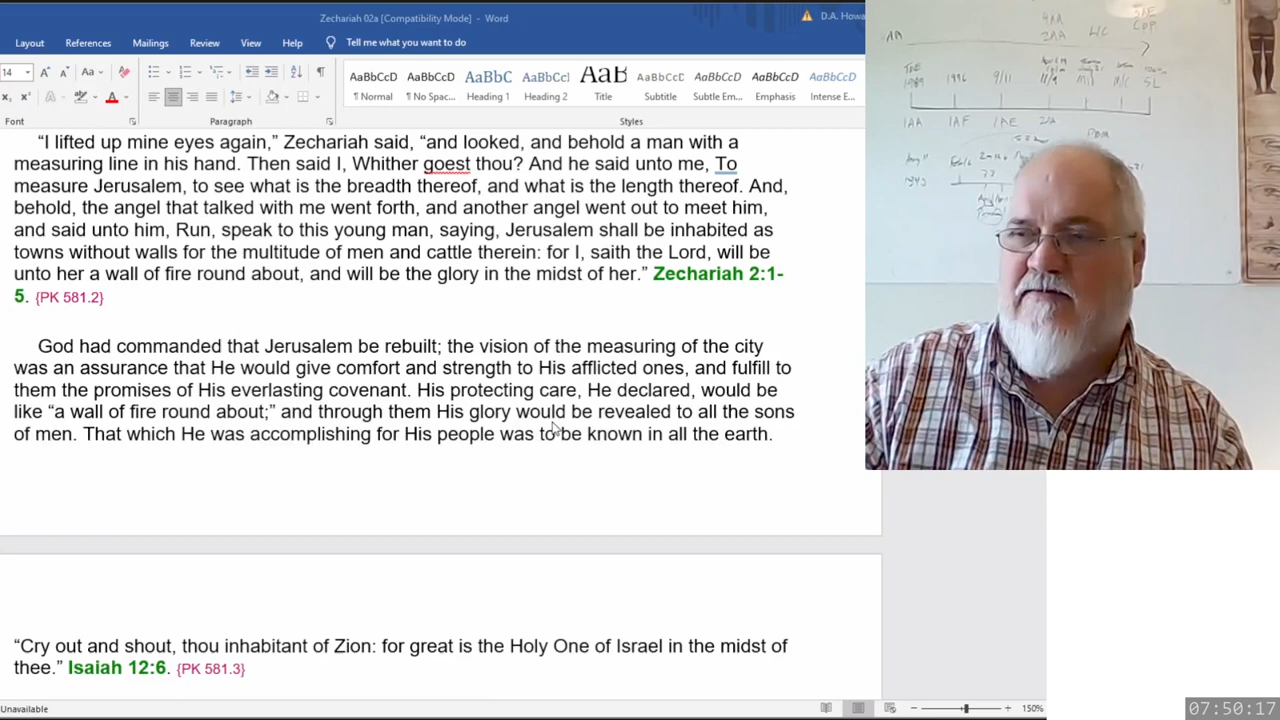 Zechariah 02a [Compatibility Mode] - Word
D.A. Howa
Layout References Mailings Review View Help Tell me what you want to do
14 Aa
AaBbCcD AaBbCcD AaBbC AaBbCcI AaB AaBbCcD AaBbCcD AaBbCcD AaBbCcD
¶ Normal ¶ No Spac... Heading 1 Heading 2 Title Subtitle Subtle Em... Emphasis Intense E...
Font Paragraph Styles
“I lifted up mine eyes again,” Zechariah said, “and looked, and behold a man with a
measuring line in his hand. Then said I, Whither goest thou? And he said unto me, To
measure Jerusalem, to see what is the breadth thereof, and what is the length thereof. And,
behold, the angel that talked with me went forth, and another angel went out to meet him,
and said unto him, Run, speak to this young man, saying, Jerusalem shall be inhabited as
towns without walls for the multitude of men and cattle therein: for I, saith the Lord, will be
unto her a wall of fire round about, and will be the glory in the midst of her.” Zechariah 2:1-
5. {PK 581.2}
God had commanded that Jerusalem be rebuilt; the vision of the measuring of the city
was an assurance that He would give comfort and strength to His afflicted ones, and fulfill to
them the promises of His everlasting covenant. His protecting care, He declared, would be
like “a wall of fire round about;” and through them His glory would be revealed to all the sons
of men. That which He was accomplishing for His people was to be known in all the earth.
“Cry out and shout, thou inhabitant of Zion: for great is the Holy One of Israel in the midst of
thee.” Isaiah 12:6. {PK 581.3}
Unavailable
150%
07:50:17
AA
1989 1996 9/11
1AA